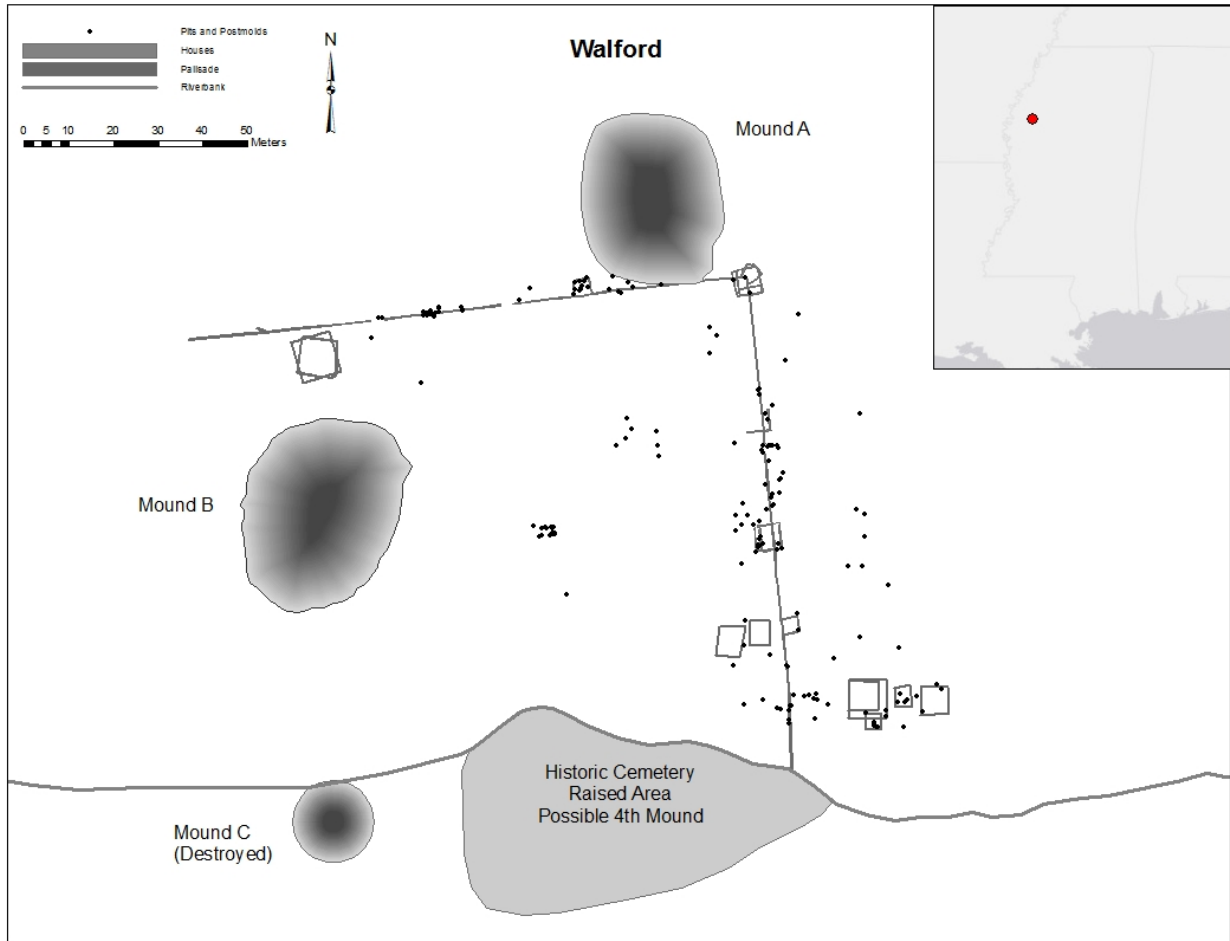 Walford
Pits and Postmolds
Houses
Palisade
Riverbank
N
0 5 10 20 30 40 50
Meters
Mound A
Mound B
Historic Cemetery
Raised Area
Possible 4th Mound
Mound C
(Destroyed)